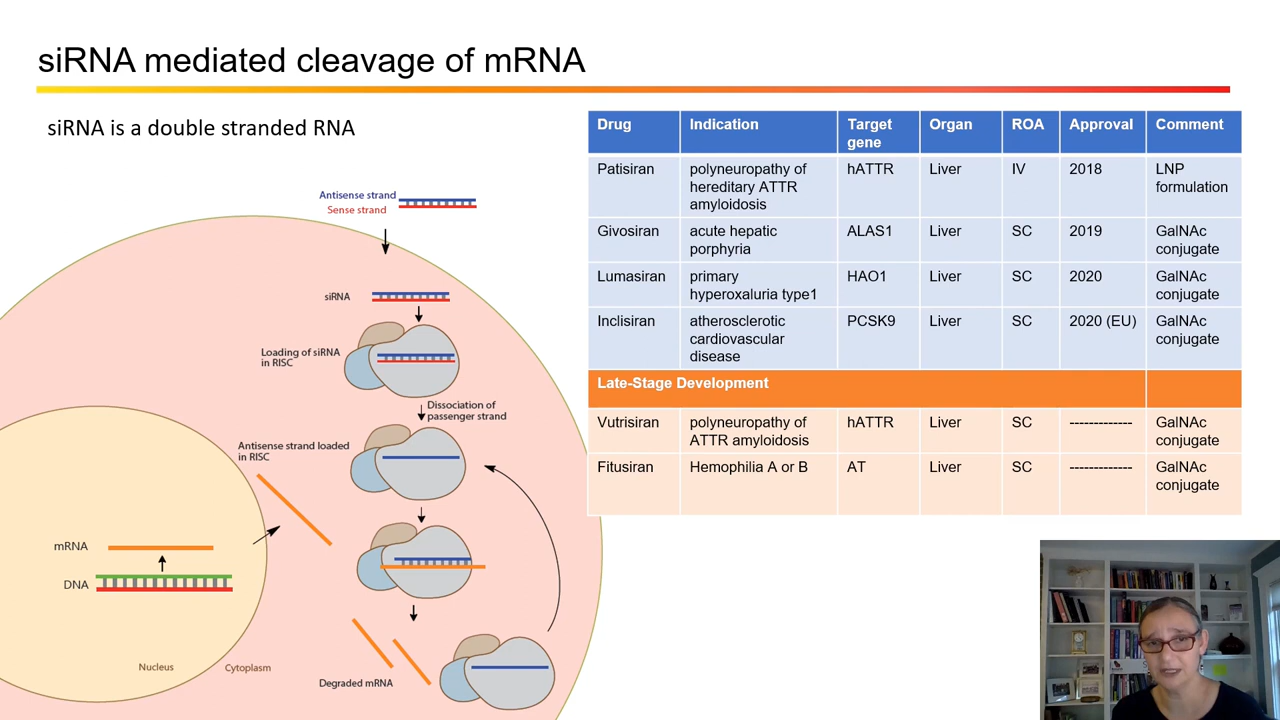 siRNA mediated cleavage of mRNA
siRNA is a double stranded RNA
Antisense strand
Sense strand
siRNA
Loading of siRNA
in RISC
Dissociation of
passenger strand
Antisense strand loaded
in RISC
mRNA
DNA
Nucleus
Cytoplasm
Degraded mRNA
Drug Indication Target Organ ROA Approval Comment
gene
Patisiran polyneuropathy of hATTR Liver IV 2018 LNP
hereditary ATTR formulation
amyloidosis
Givosiran acute hepatic ALAS1 Liver SC 2019 GalNAc
porphyria conjugate
Lumasiran primary HAO1 Liver SC 2020 GalNAc
hyperoxaluria type1 conjugate
Inclisiran atherosclerotic PCSK9 Liver SC 2020 (EU) GalNAc
cardiovascular conjugate
disease
Late-Stage Development
Vutrisiran polyneuropathy of hATTR Liver SC ------------- GalNAc
ATTR amyloidosis conjugate
Fitusiran Hemophilia A or B AT Liver SC ------------- GalNAc
conjugate